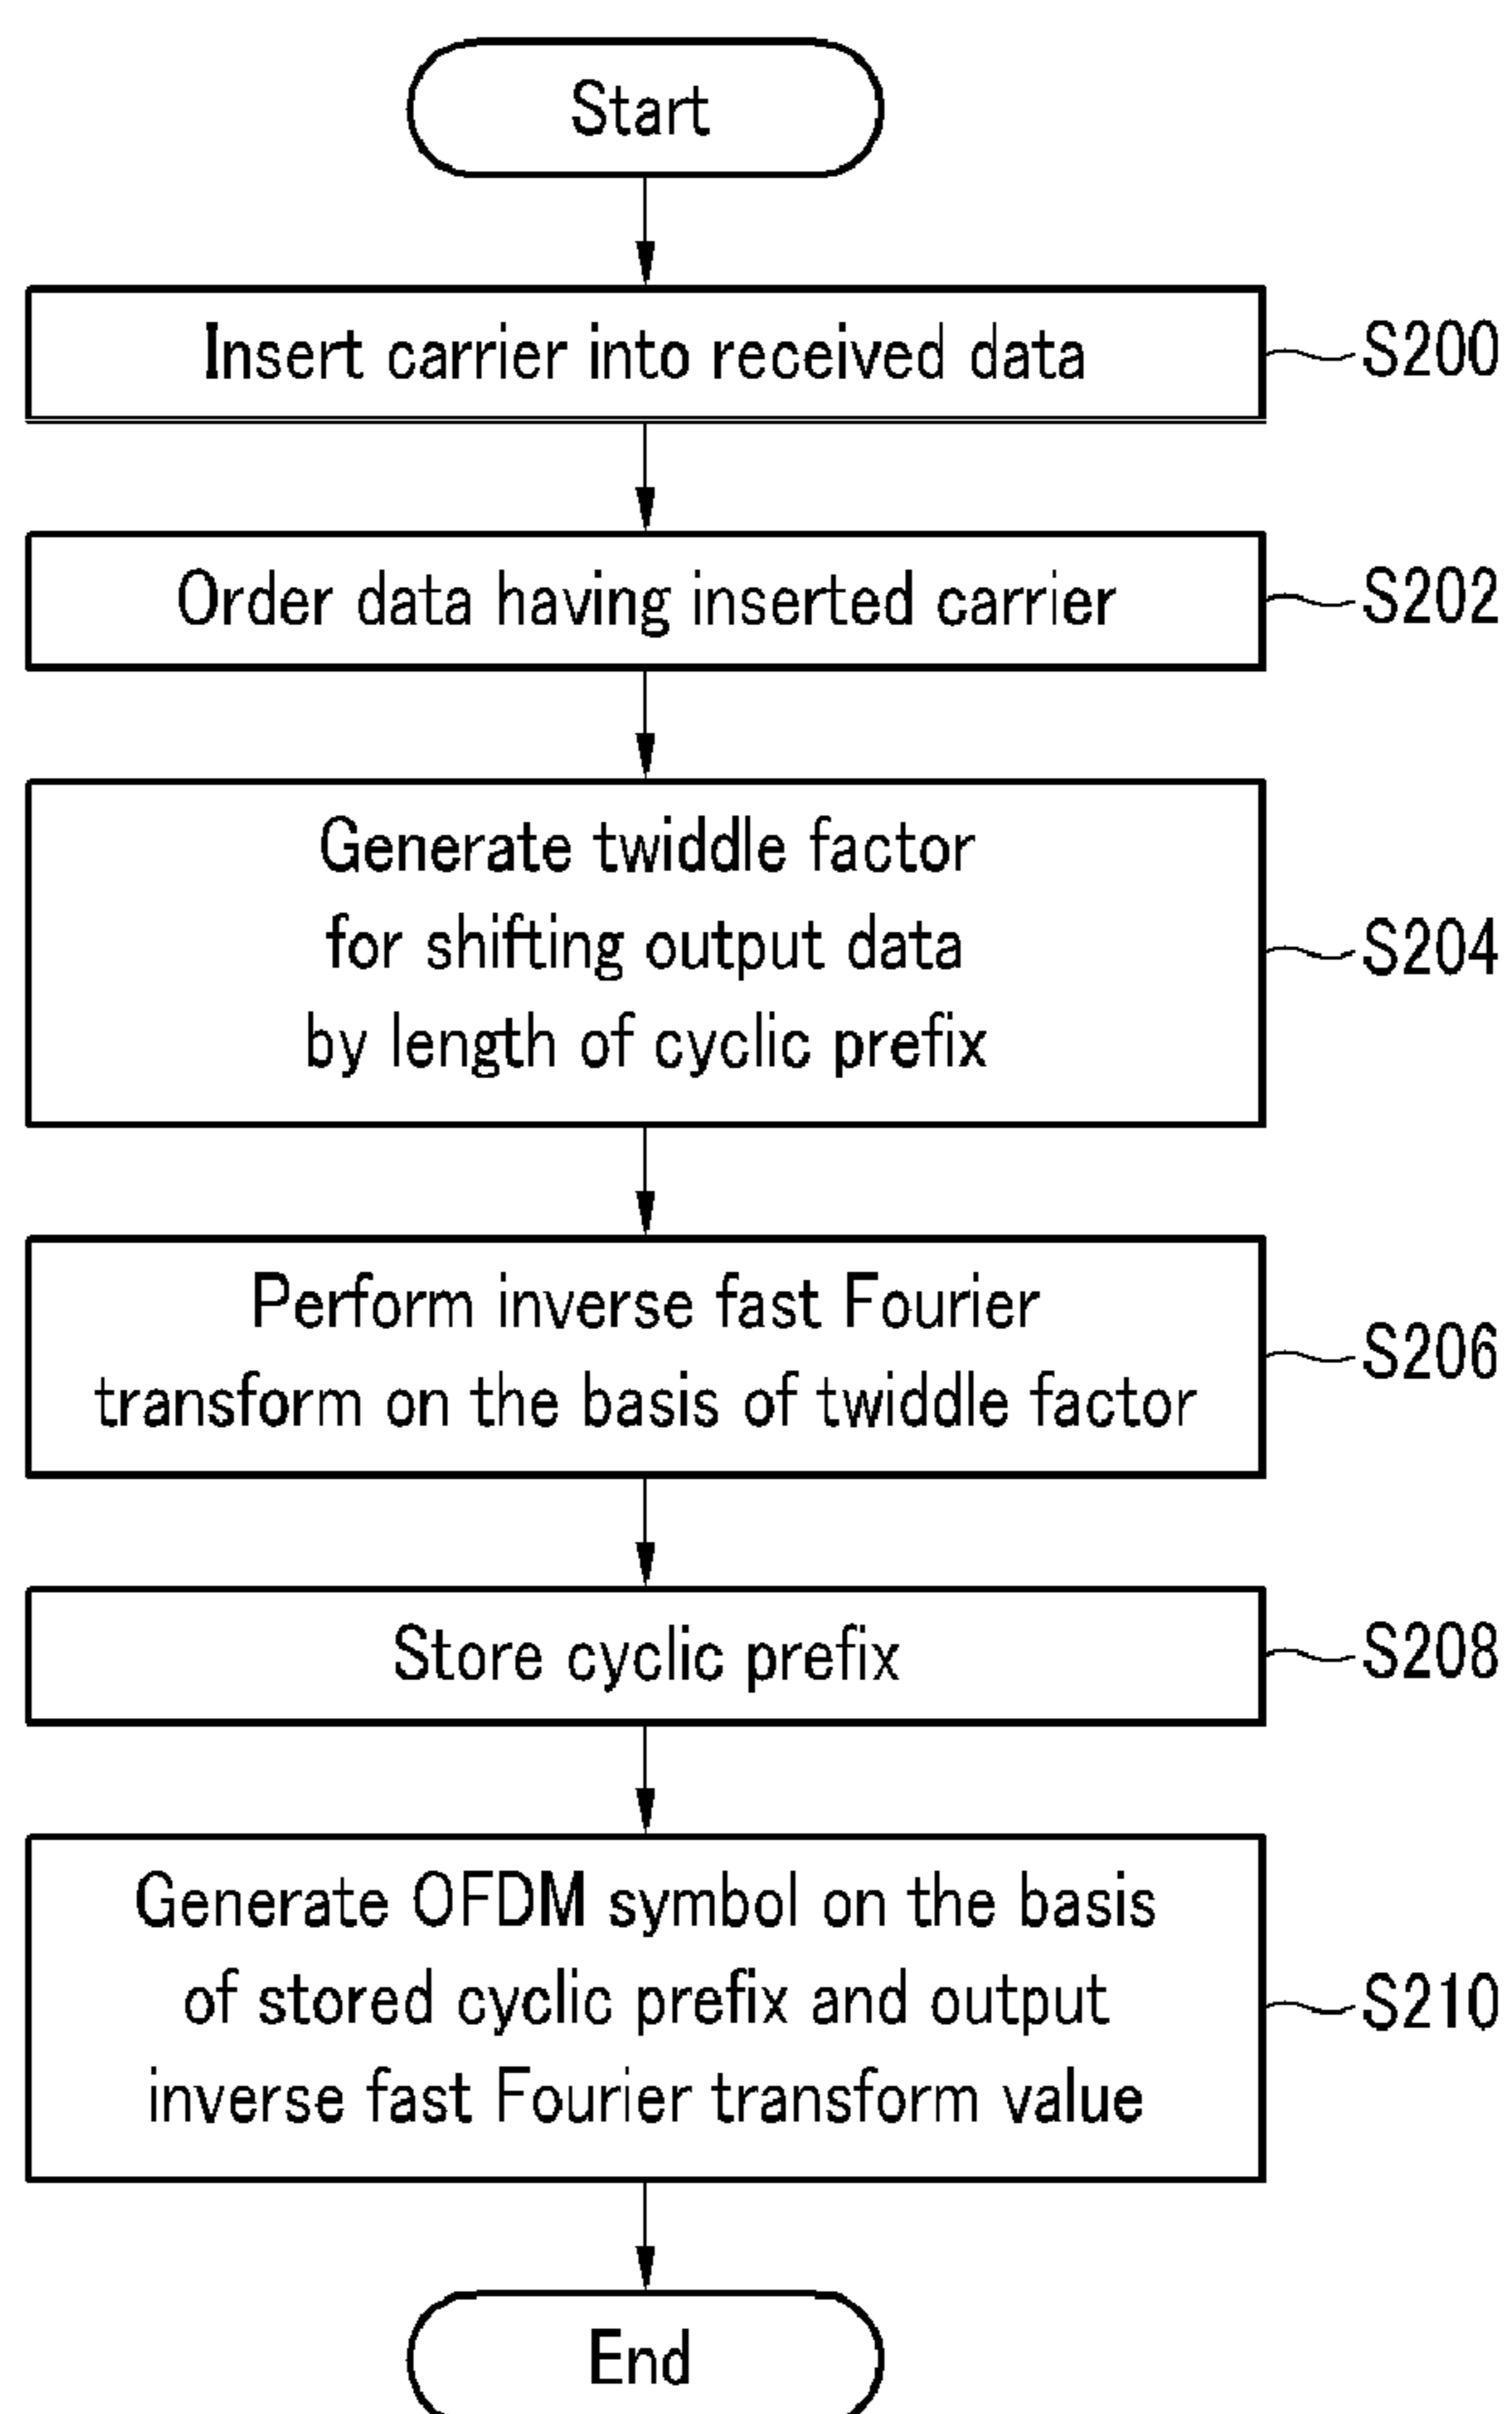 Start
Insert carrier into received data
S200
Order data having inserted carrier
S202
Generate twiddle factor
for shifting output data
by length of cyclic prefix
S204
Perform inverse fast Fourier
transform on the basis of twiddle factor
S206
Store cyclic prefix
S208
Generate OFDM symbol on the basis
of stored cyclic prefix and output
inverse fast Fourier transform value
S210
End